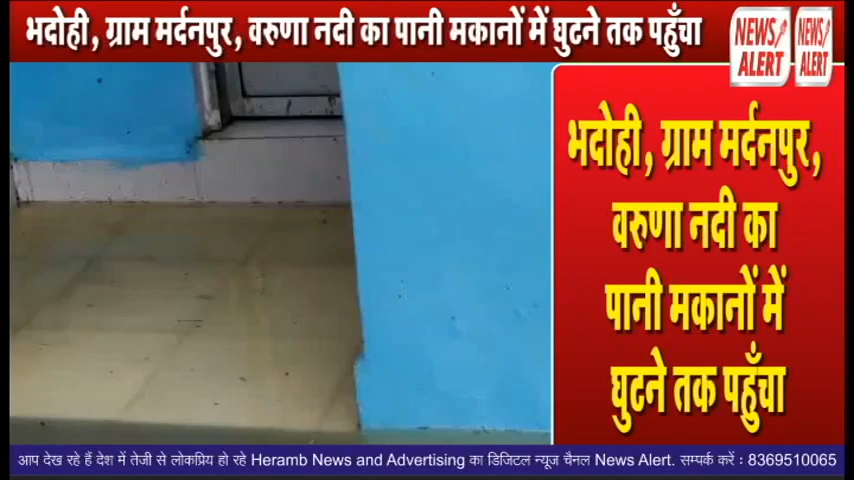 भदोही, ग्राम मर्दनपुर, वरुणा नदी का पानी मकानों में घुटने तक पहुँचा
NEWS ALERT
NEWS ALERT
भदोही, ग्राम मर्दनपुर,
वरुणा नदी का
पानी मकानों में
घुटने तक पहुँचा
आप देख रहे हैं देश में तेजी से लोकप्रिय हो रहे Heramb News and Advertising का डिजिटल न्यूज चैनल News Alert. सम्पर्क करें : 8369510065